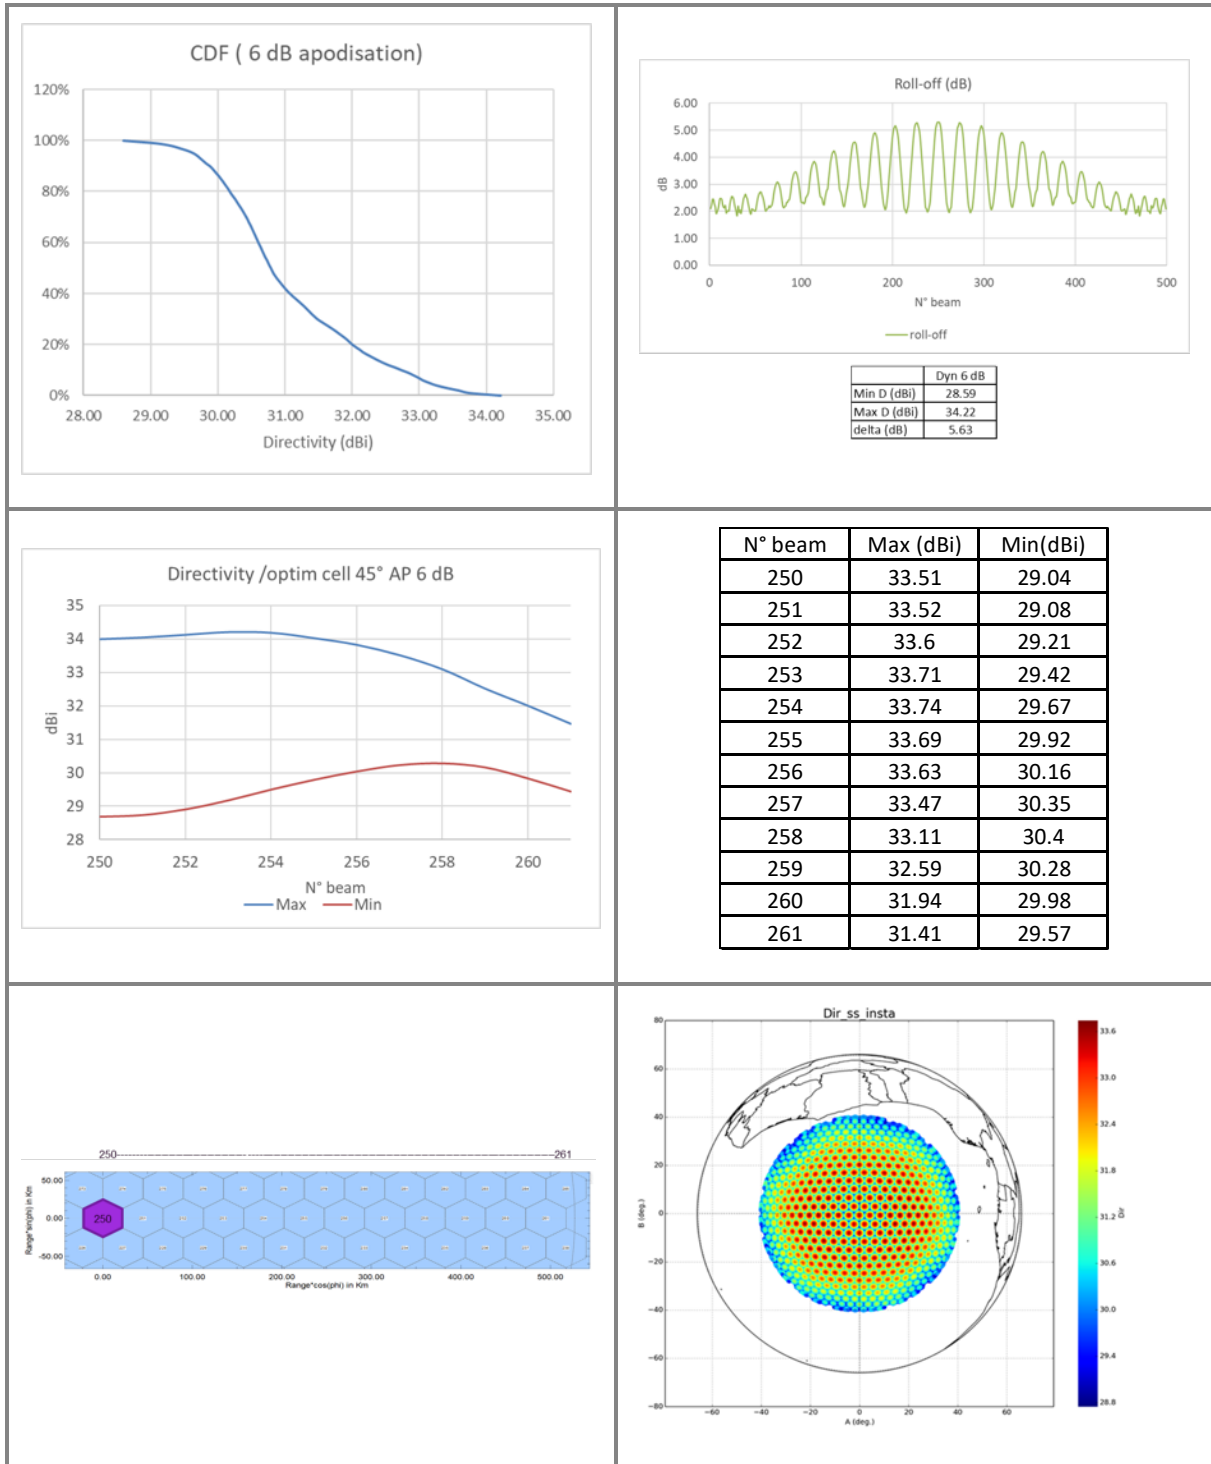 CDF ( 6 dB apodisation)
120%
100%
80%
60%
40%
20%
0%
28.00 29.00 30.00 31.00 32.00 33.00 34.00 35.00
Directivity (dBi)
Roll-off (dB)
6.00
5.00
4.00
3.00
2.00
1.00
0.00
dB
0 100 200 300 400 500
N° beam
roll-off
Dyn 6 dB
Min D (dBi) 28.59
Max D (dBi) 34.22
delta (dB) 5.63
Directivity /optim cell 45° AP 6 dB
35
34
33
32
31
30
29
28
dBi
250 252 254 256 258 260
N° beam
Max Min
N° beam Max (dBi) Min(dBi)
250 33.51 29.04
251 33.52 29.08
252 33.6 29.21
253 33.71 29.42
254 33.74 29.67
255 33.69 29.92
256 33.63 30.16
257 33.47 30.35
258 33.11 30.4
259 32.59 30.28
260 31.94 29.98
261 31.41 29.57
250 261
50.00
0.00
-50.00
Range*sin(phi) in Km
250
0.00 100.00 200.00 300.00 400.00 500.00
Range*cos(phi) in Km
Dir_ss_insta
80
60
40
20
0
−20
−40
−60
−80
B (deg.)
−60 −40 −20 0 20 40 60
A (deg.)
33.6
33.0
32.4
31.8
31.2
30.6
30.0
29.4
28.8
Dir